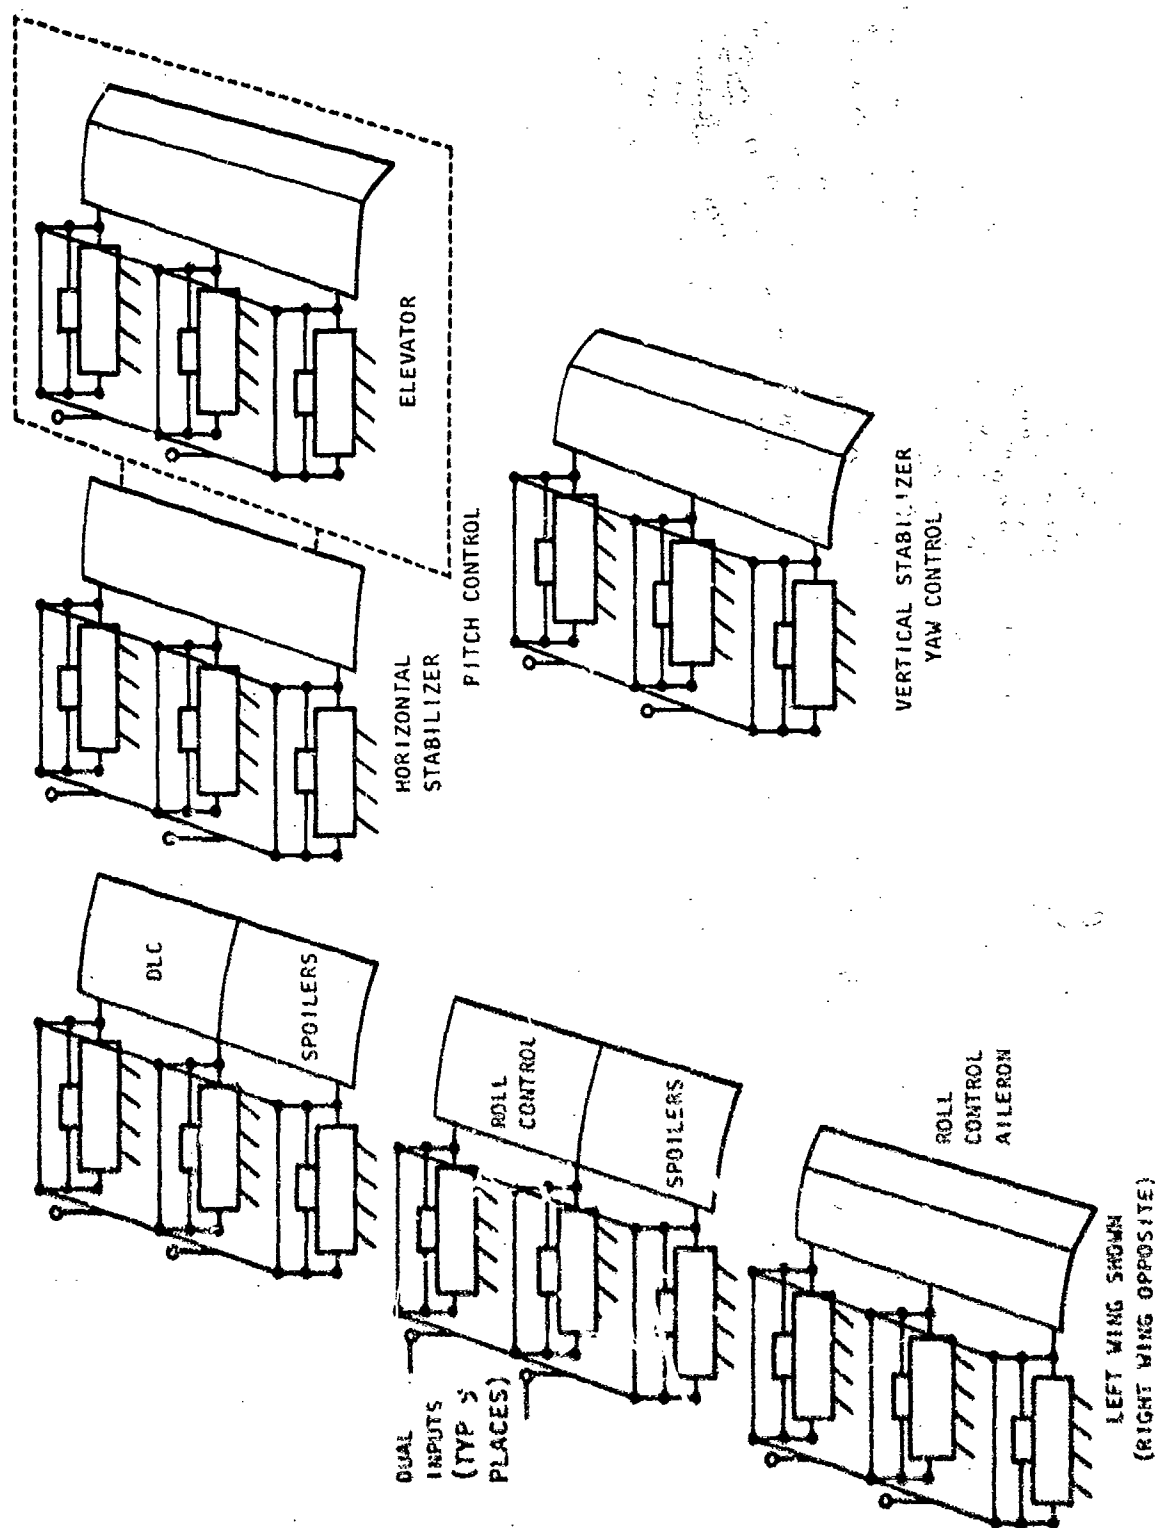 DLC
SPOILERS
HORIZONTAL
STABILIZER
ELEVATOR
PITCH CONTROL
DUAL
INPUTS
(TYP
PLACES)
ROLL
CONTROL
SPOILERS
VERTICAL STABILIZER
YAW CONTROL
ROLL
CONTROL
AILERON
LEFT WING SHOWN
(RIGHT WING OPPOSITE)